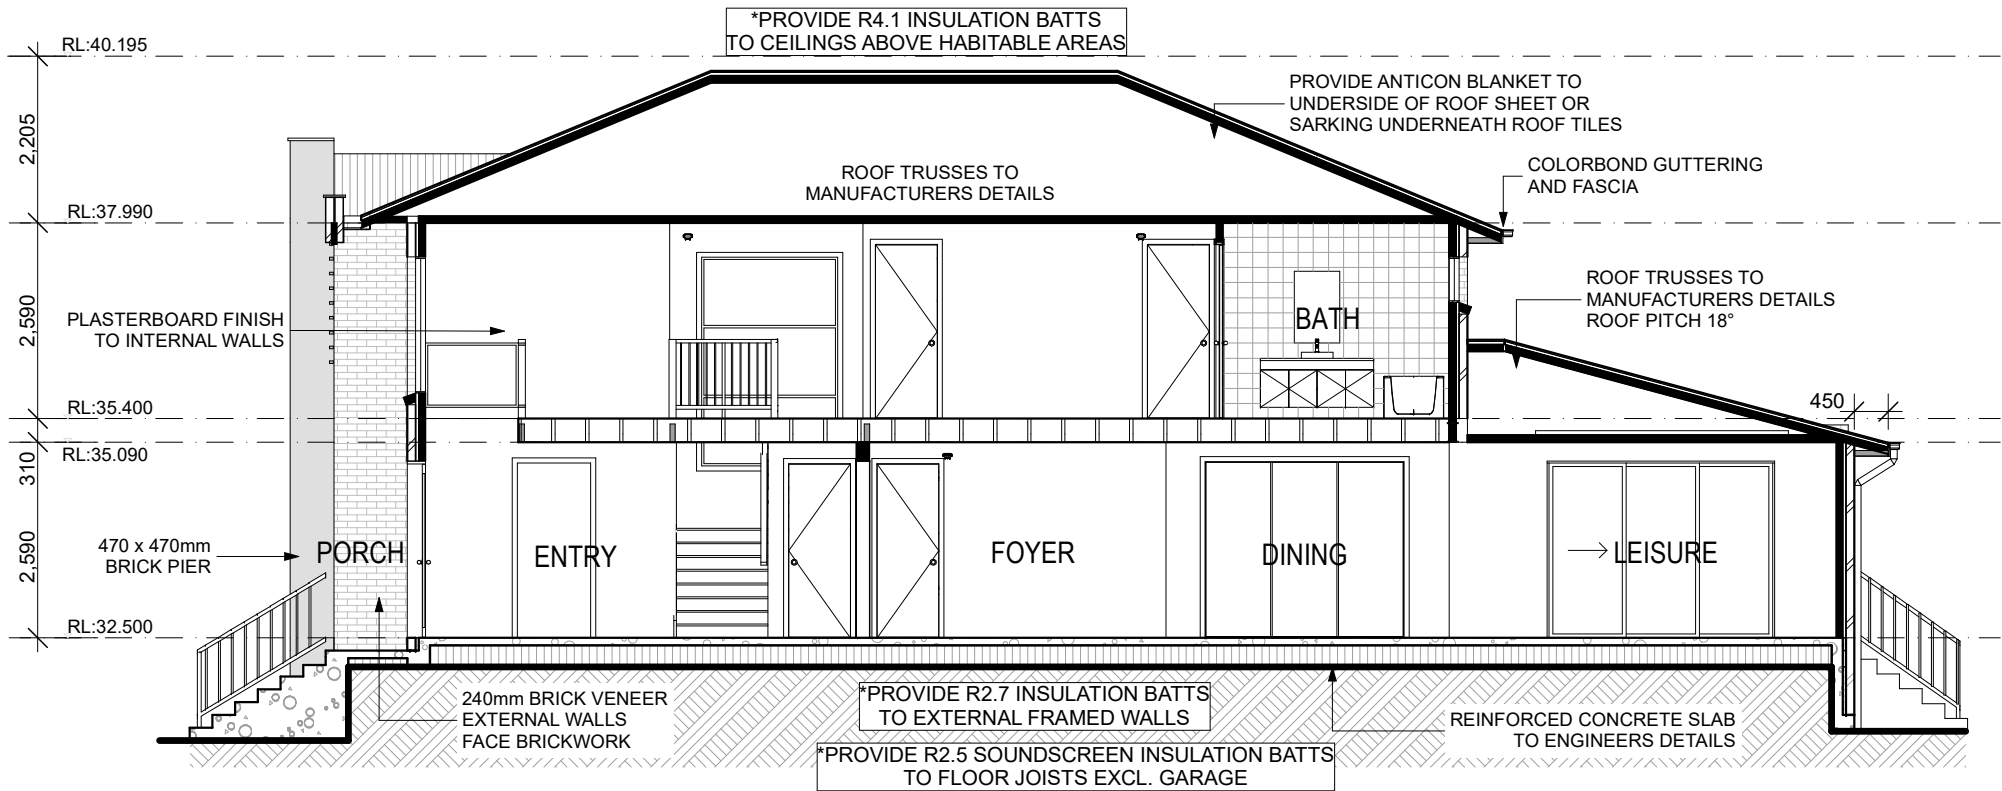 *PROVIDE R4.1 INSULATION BATTS
TO CEILINGS ABOVE HABITABLE AREAS
RL:40.195
2,205
PROVIDE ANTICON BLANKET TO
UNDERSIDE OF ROOF SHEET OR
SARKING UNDERNEATH ROOF TILES
ROOF TRUSSES TO
MANUFACTURERS DETAILS
COLORBOND GUTTERING
AND FASCIA
RL:37.990
2,590
PLASTERBOARD FINISH
TO INTERNAL WALLS
BATH
ROOF TRUSSES TO
MANUFACTURERS DETAILS
ROOF PITCH 18°
RL:35.400
450
310
RL:35.090
2,590
470 x 470mm
BRICK PIER
PORCH
ENTRY
FOYER
DINING
LEISURE
RL:32.500
240mm BRICK VENEER
EXTERNAL WALLS
FACE BRICKWORK
*PROVIDE R2.7 INSULATION BATTS
TO EXTERNAL FRAMED WALLS
REINFORCED CONCRETE SLAB
TO ENGINEERS DETAILS
*PROVIDE R2.5 SOUNDSCREEN INSULATION BATTS
TO FLOOR JOISTS EXCL. GARAGE